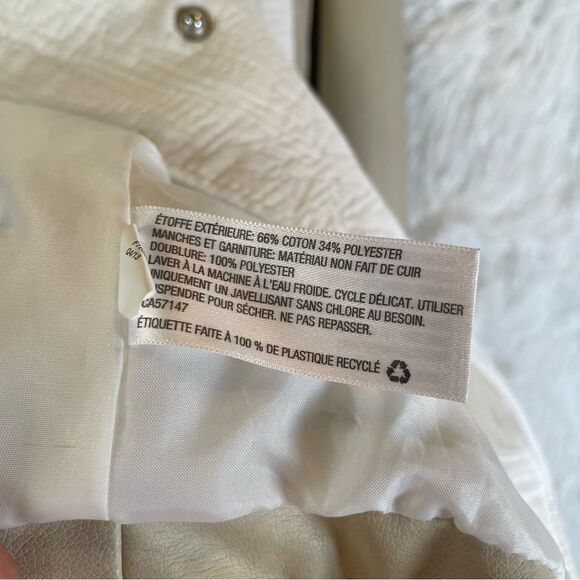 ÉTOFFE EXTÉRIEURE: 66% COTON 34% POLYESTER
MANCHES ET GARNITURE: MATÉRIAU NON FAIT DE CUIR
DOUBLURE: 100% POLYESTER
LAVER À LA MACHINE À L'EAU FROIDE. CYCLE DÉLICAT. UTILISER
UNIQUEMENT UN JAVELLISANT SANS CHLORE AU BESOIN.
SUSPENDRE POUR SÉCHER. NE PAS REPASSER.
CA57147
ÉTIQUETTE FAITE À 100 % DE PLASTIQUE RECYCLÉ